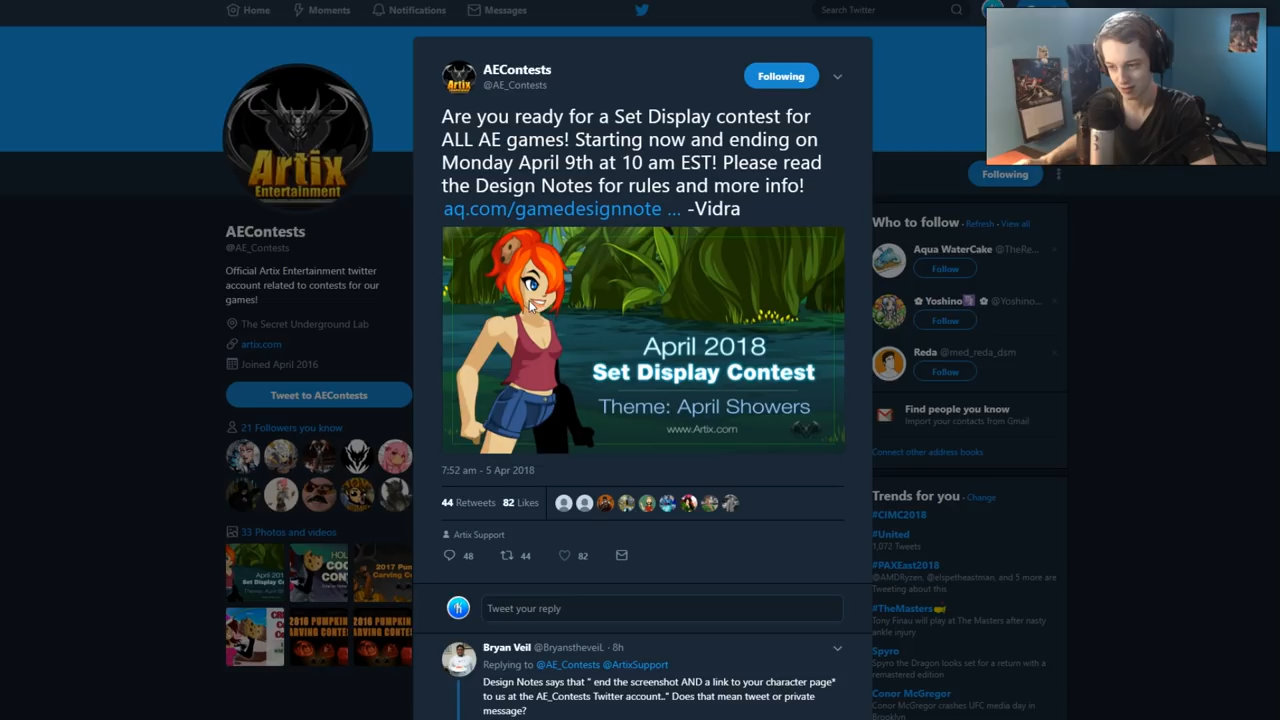 Home
Moments
Notifications
Messages
Search Twitter
AEContests
@AE_Contests
Following
Are you ready for a Set Display contest for
ALL AE games! Starting now and ending on
Monday April 9th at 10 am EST! Please read
the Design Notes for rules and more info!
aq.com/gamedesignnote ... -Vidra
April 2018
Set Display Contest
Theme: April Showers
www.Artix.com
7:52 am - 5 Apr 2018
44 Retweets 82 Likes
Artix Support
48
44
82
Tweet your reply
Bryan Veil @BryanstheveiL · 8h
Replying to @AE_Contests @ArtixSupport
Design Notes says that " end the screenshot AND a link to your character page*
to us at the AE_Contests Twitter account.." Does that mean tweet or private
message?
Artix
Entertainment
AEContests
@AE_Contests
Official Artix Entertainment twitter
account related to contests for our
games!
The Secret Underground Lab
artix.com
Joined April 2016
Tweet to AEContests
21 Followers you know
33 Photos and videos
Following
Who to follow · Refresh · View all
Aqua WaterCake @TheRe...
Follow
Yoshino @Yoshino...
Follow
Reda @med_reda_dsm
Follow
Find people you know
Import your contacts from Gmail
Connect other address books
Trends for you · Change
#CIMC2018
#United
1,072 Tweets
#PAXEast2018
@AMDRyzen, @elspetheastman, and 5 more are
Tweeting about this
#TheMasters
Tony Finau will play at The Masters after nasty
ankle injury
Spyro
Spyro the Dragon looks set for a return with a
remastered edition
Conor McGregor
Conor McGregor crashes UFC media day in
Brooklyn